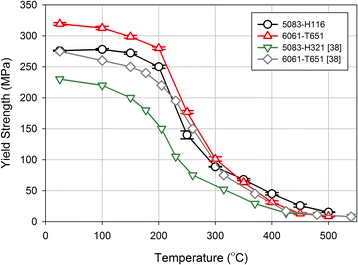 350
300
250
200
150
100
50
0
Yield Strength (MPa)
5083-H116
6061-T651
5083-H321 [38]
6061-T651 [38]
0 100 200 300 400 500
Temperature (°C)